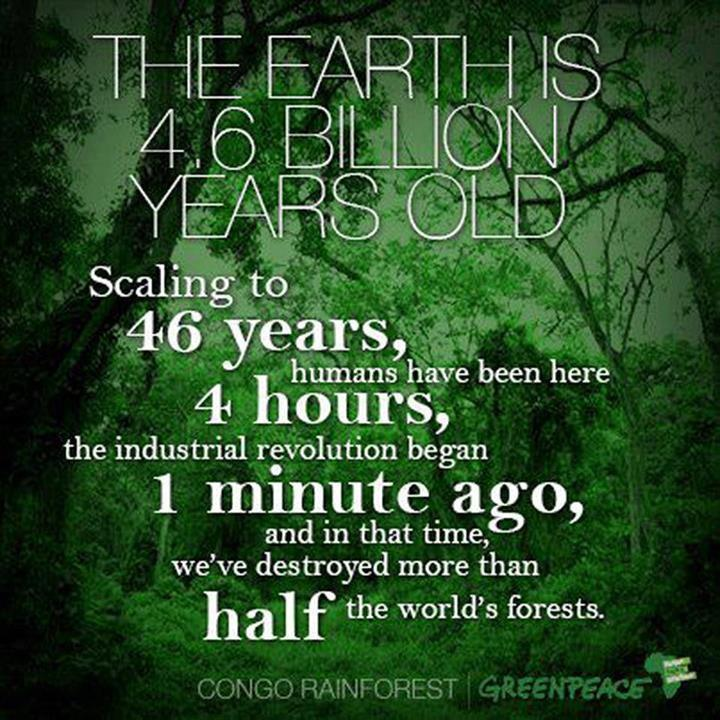 THE EARTH IS
4.6 BILLION
YEARS OLD
Scaling to
46 years,
humans have been here
4 hours,
the industrial revolution began
1 minute ago,
and in that time,
we've destroyed more than
half the world's forests.
CONGO RAINFOREST | GREENPEACE